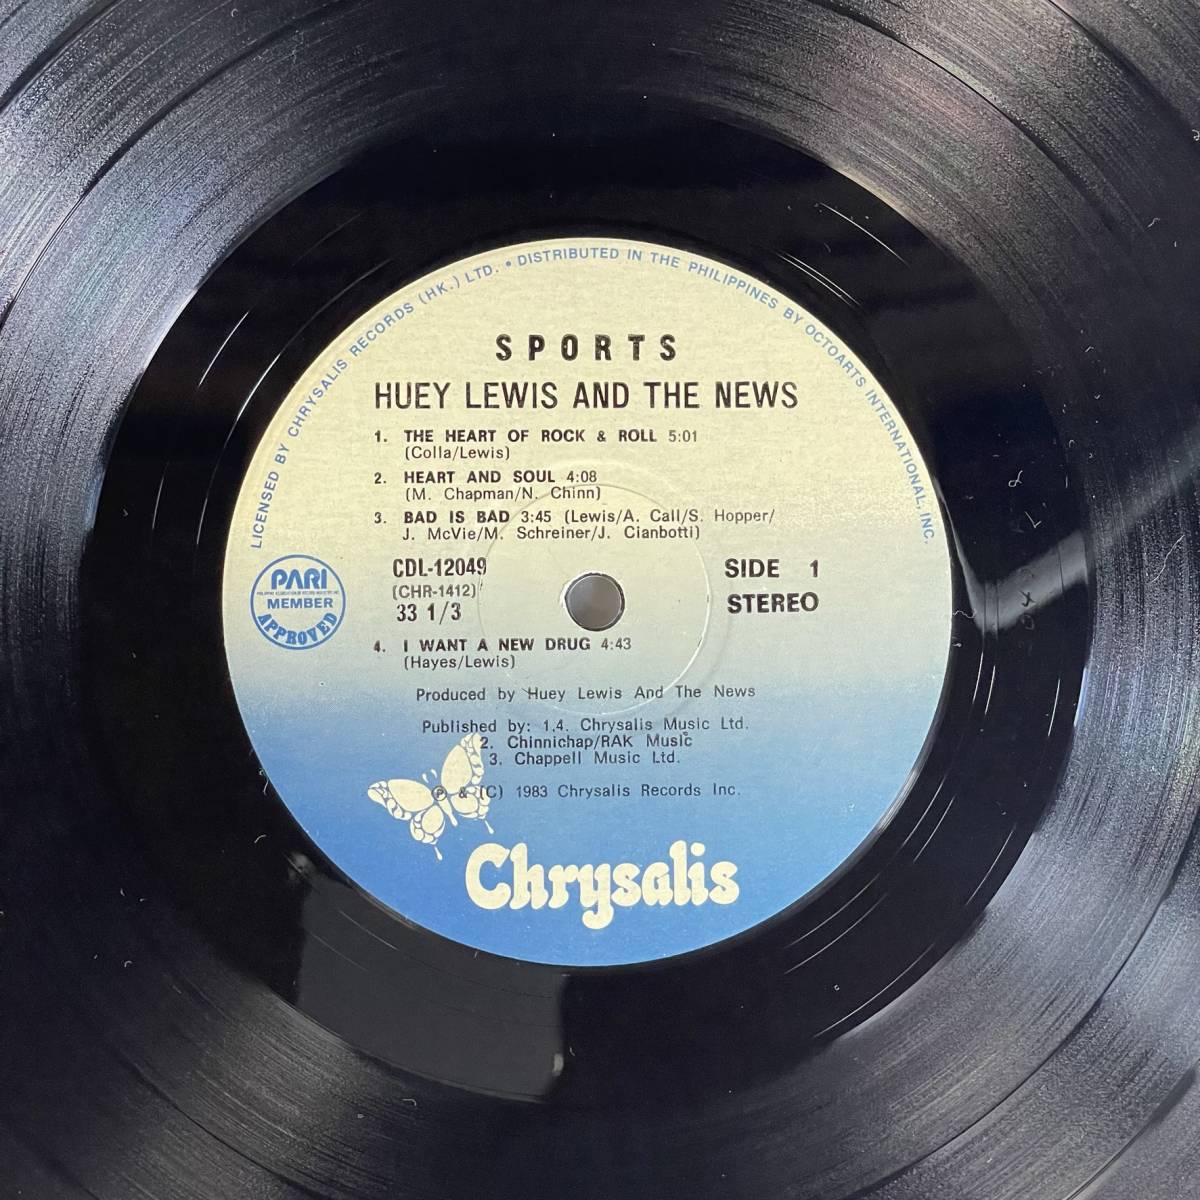 LICENSED BY CHRYSALIS RECORDS (HK.) LTD. • DISTRIBUTED IN THE PHILIPPINES BY OCTOARTS INTERNATIONAL, INC.
SPORTS
HUEY LEWIS AND THE NEWS
1. THE HEART OF ROCK & ROLL 5:01
(Colla/Lewis)
2. HEART AND SOUL 4:08
(M. Chapman/N. Chinn)
3. BAD IS BAD 3:45 (Lewis/A. Call/S. Hopper/
J. McVie/M. Schreiner/J. Cianbotti)
CDL-12049
(CHR-1412)
33 1/3
SIDE 1
STEREO
PARI
MEMBER
APPROVED
4. I WANT A NEW DRUG 4:43
(Hayes/Lewis)
Produced by Huey Lewis And The News
Published by: 1,4. Chrysalis Music Ltd.
2. Chinnichap/RAK Music
3. Chappell Music Ltd.
℗ & (C) 1983 Chrysalis Records Inc.
Chrysalis